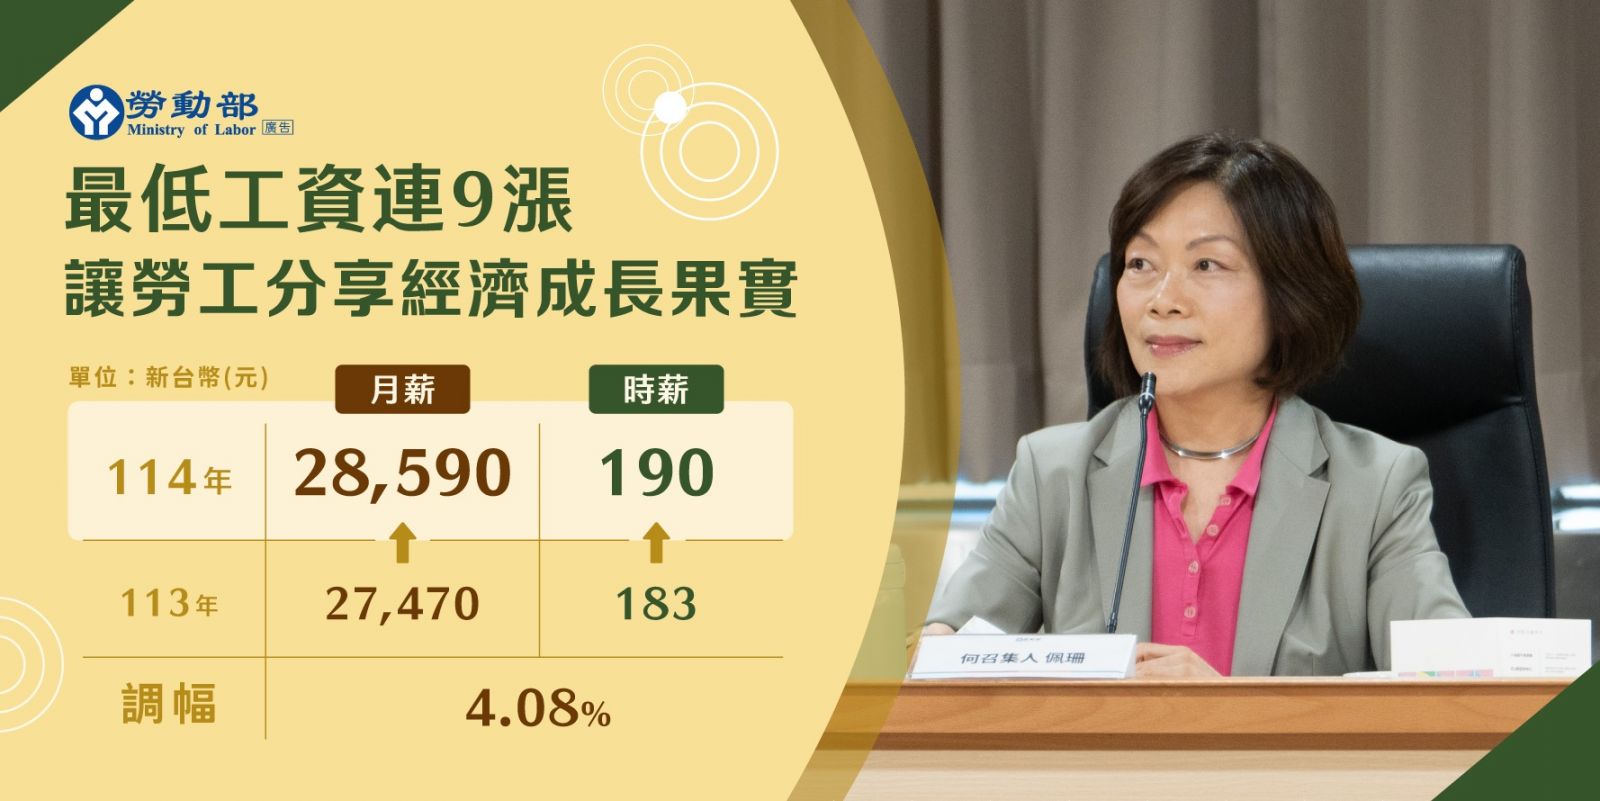 勞動部
Ministry of Labor 廣告
最低工資連9漲
讓勞工分享經濟成長果實
單位：新台幣(元)
月薪 時薪
114年 28,590 190
113年 27,470 183
調幅 4.08%
何召集人 佩珊